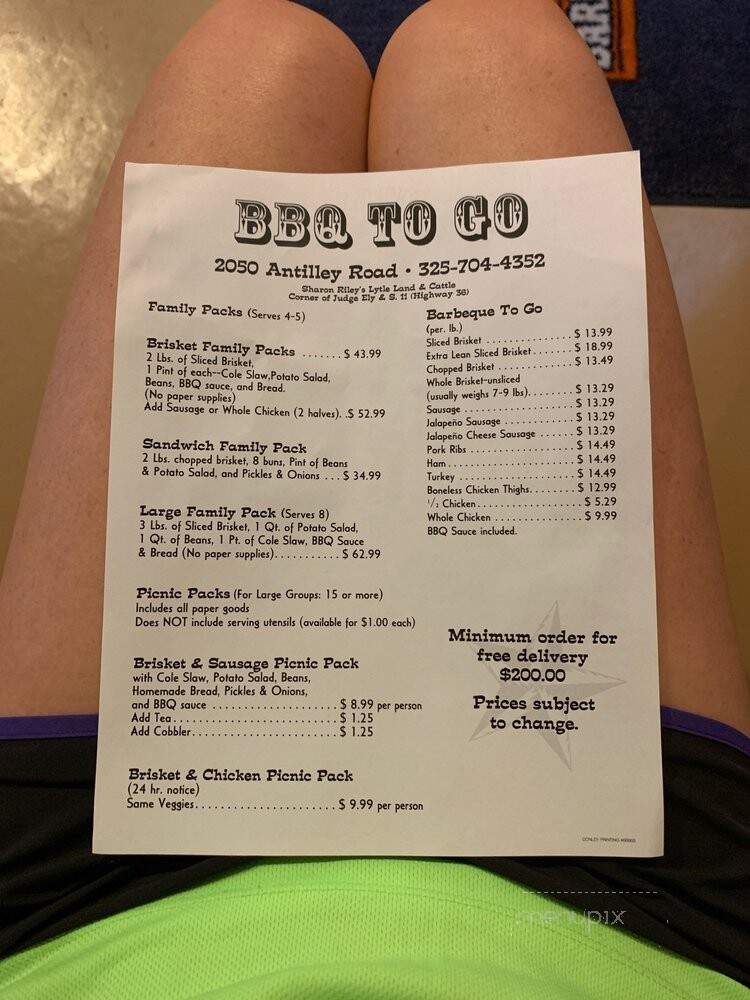 BAR
BBQ TO GO
2050 Antilley Road • 325-704-4352
Sharon Riley's Lytle Land & Cattle
Corner of Judge Ely & S. 11 (Highway 36)
Family Packs (Serves 4-5)
Brisket Family Packs .......$ 43.99
2 Lbs. of Sliced Brisket,
1 Pint of each--Cole Slaw,Potato Salad,
Beans, BBQ sauce, and Bread.
(No paper supplies)
Add Sausage or Whole Chicken (2 halves). .$ 52.99
Sandwich Family Pack
2 Lbs. chopped brisket, 8 buns, Pint of Beans
& Potato Salad, and Pickles & Onions ... $ 34.99
Large Family Pack (Serves 8)
3 Lbs. of Sliced Brisket, 1 Qt. of Potato Salad,
1 Qt. of Beans, 1 Pt. of Cole Slaw, BBQ Sauce
& Bread (No paper supplies)........... $ 62.99
Picnic Packs (For Large Groups: 15 or more)
Includes all paper goods
Does NOT include serving utensils (available for $1.00 each)
Brisket & Sausage Picnic Pack
with Cole Slaw, Potato Salad, Beans,
Homemade Bread, Pickles & Onions,
and BBQ sauce .................... $ 8.99 per person
Add Tea........................... $ 1.25
Add Cobbler....................... $ 1.25
Brisket & Chicken Picnic Pack
(24 hr. notice)
Same Veggies...................... $ 9.99 per person
Barbeque To Go
(per. lb.)
Sliced Brisket .............. $ 13.99
Extra Lean Sliced Brisket....... $ 18.99
Chopped Brisket ............ $ 13.49
Whole Brisket-unsliced
(usually weighs 7-9 lbs)........ $ 13.29
Sausage .................. $ 13.29
Jalapeño Sausage ........... $ 13.29
Jalapeño Cheese Sausage ...... $ 13.29
Pork Ribs ................. $ 14.49
Ham..................... $ 14.49
Turkey ................... $ 14.49
Boneless Chicken Thighs........ $ 12.99
1/2 Chicken................. $ 5.29
Whole Chicken .............. $ 9.99
BBQ Sauce included.
Minimum order for
free delivery
$200.00
Prices subject
to change.
menupix